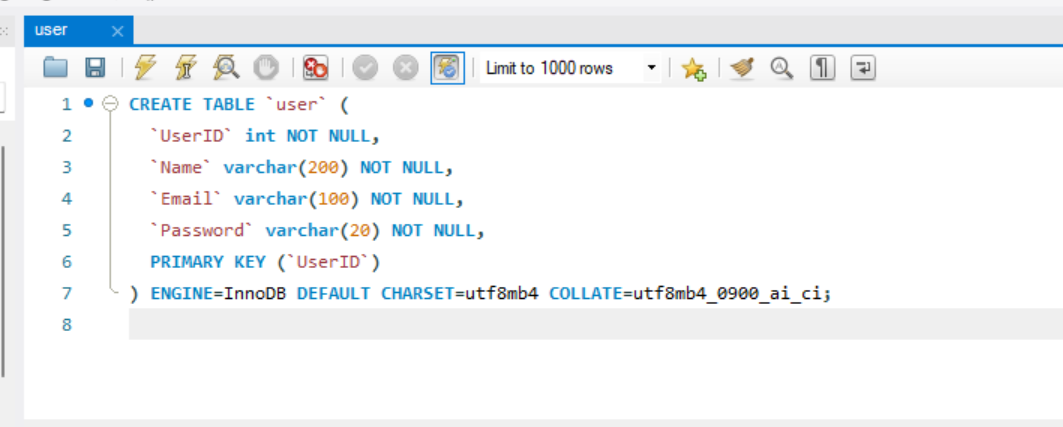 user
Limit to 1000 rows
1 CREATE TABLE `user` (
2 `UserID` int NOT NULL,
3 `Name` varchar(200) NOT NULL,
4 `Email` varchar(100) NOT NULL,
5 `Password` varchar(20) NOT NULL,
6 PRIMARY KEY (`UserID`)
7 ) ENGINE=InnoDB DEFAULT CHARSET=utf8mb4 COLLATE=utf8mb4_0900_ai_ci;
8